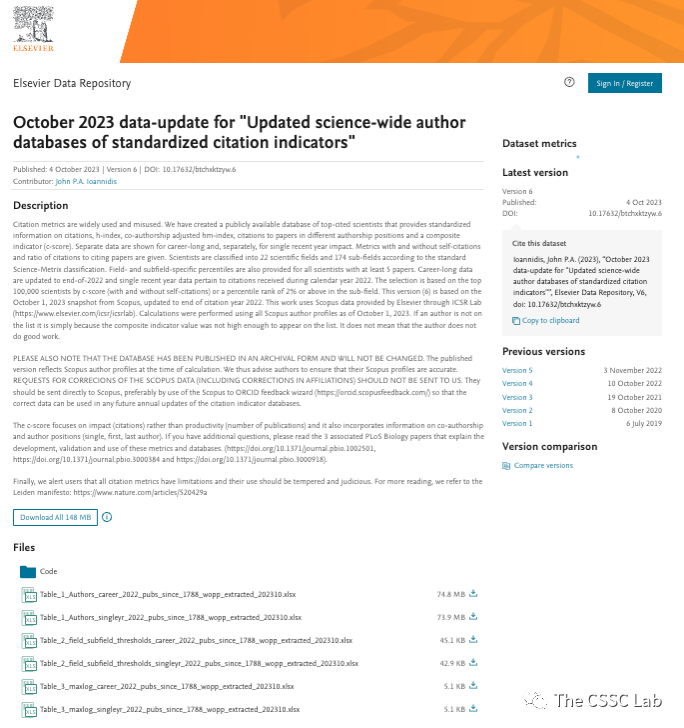 ELSEVIER
Elsevier Data Repository
Sign In / Register
October 2023 data-update for "Updated science-wide author
databases of standardized citation indicators"
Published: 4 October 2023 | Version 6 | DOI: 10.17632/btchxktzyw.6
Contributor: John P.A. Ioannidis
Description
Citation metrics are widely used and misused. We have created a publicly available database of top-cited scientists that provides standardized
information on citations, h-index, co-authorship adjusted hm-index, citations to papers in different authorship positions and a composite
indicator (c-score). Separate data are shown for career-long and, separately, for single recent year impact. Metrics with and without self-citations
and ratio of citations to citing papers are given. Scientists are classified into 22 scientific fields and 174 sub-fields according to the standard
Science-Metrix classification. Field- and subfield-specific percentiles are also provided for all scientists with at least 5 papers. Career-long data
are updated to end-of-2022 and single recent year data pertain to citations received during calendar year 2022. The selection is based on the top
100,000 scientists by c-score (with and without self-citations) or a percentile rank of 2% or above in the sub-field. This version (6) is based on the
October 1, 2023 snapshot from Scopus, updated to end of citation year 2022. This work uses Scopus data provided by Elsevier through ICSR Lab
(https://www.elsevier.com/icsr/icsrlab). Calculations were performed using all Scopus author profiles as of October 1, 2023. If an author is not on
the list it is simply because the composite indicator value was not high enough to appear on the list. It does not mean that the author does not
do good work.
PLEASE ALSO NOTE THAT THE DATABASE HAS BEEN PUBLISHED IN AN ARCHIVAL FORM AND WILL NOT BE CHANGED. The published
version reflects Scopus author profiles at the time of calculation. We thus advise authors to ensure that their Scopus profiles are accurate.
REQUESTS FOR CORRECIONS OF THE SCOPUS DATA (INCLUDING CORRECTIONS IN AFFILIATIONS) SHOULD NOT BE SENT TO US. They
should be sent directly to Scopus, preferably by use of the Scopus to ORCID feedback wizard (https://orcid.scopusfeedback.com/) so that the
correct data can be used in any future annual updates of the citation indicator databases.
The c-score focuses on impact (citations) rather than productivity (number of publications) and it also incorporates information on co-authorship
and author positions (single, first, last author). If you have additional questions, please read the 3 associated PLoS Biology papers that explain the
development, validation and use of these metrics and databases. (https://doi.org/10.1371/journal.pbio.1002501,
https://doi.org/10.1371/journal.pbio.3000384 and https://doi.org/10.1371/journal.pbio.3000918).
Finally, we alert users that all citation metrics have limitations and their use should be tempered and judicious. For more reading, we refer to the
Leiden manifesto: https://www.nature.com/articles/520429a
Download All 148 MB
Files
Code
Table_1_Authors_career_2022_pubs_since_1788_wopp_extracted_202310.xlsx 74.8 MB
Table_1_Authors_singleyr_2022_pubs_since_1788_wopp_extracted_202310.xlsx 73.9 MB
Table_2_field_subfield_thresholds_career_2022_pubs_since_1788_wopp_extracted_202310.xlsx 45.1 KB
Table_2_field_subfield_thresholds_singleyr_2022_pubs_since_1788_wopp_extracted_202310.xlsx 42.9 KB
Table_3_maxlog_career_2022_pubs_since_1788_wopp_extracted_202310.xlsx 5.1 KB
Table_3_maxlog_singleyr_2022_pubs_since_1788_wopp_extracted_202310.xlsx 5.1 KB
Dataset metrics
Latest version
Version 6
Published: 4 Oct 2023
DOI: 10.17632/btchxktzyw.6
Cite this dataset
Ioannidis, John P.A. (2023), "October 2023
data-update for "Updated science-wide
author databases of standardized citation
indicators"", Elsevier Data Repository, V6,
doi: 10.17632/btchxktzyw.6
Copy to clipboard
Previous versions
Version 5 3 November 2022
Version 4 10 October 2022
Version 3 19 October 2021
Version 2 8 October 2020
Version 1 6 July 2019
Version comparison
Compare versions
The CSSC Lab